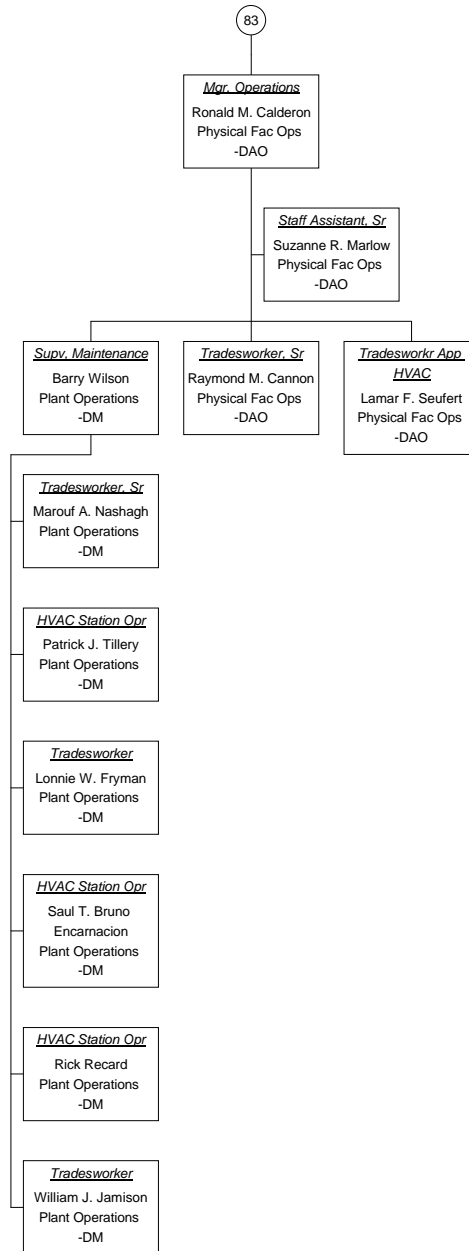 83
Mgr, Operations
Ronald M. Calderon
Physical Fac Ops
-DAO
Staff Assistant, Sr
Suzanne R. Marlow
Physical Fac Ops
-DAO
Supv, Maintenance
Barry Wilson
Plant Operations
-DM
Tradesworker, Sr
Raymond M. Cannon
Physical Fac Ops
-DAO
Tradesworkr App
HVAC
Lamar F. Seufert
Physical Fac Ops
-DAO
Tradesworker, Sr
Marouf A. Nashagh
Plant Operations
-DM
HVAC Station Opr
Patrick J. Tillery
Plant Operations
-DM
Tradesworker
Lonnie W. Fryman
Plant Operations
-DM
HVAC Station Opr
Saul T. Bruno
Encarnacion
Plant Operations
-DM
HVAC Station Opr
Rick Recard
Plant Operations
-DM
Tradesworker
William J. Jamison
Plant Operations
-DM